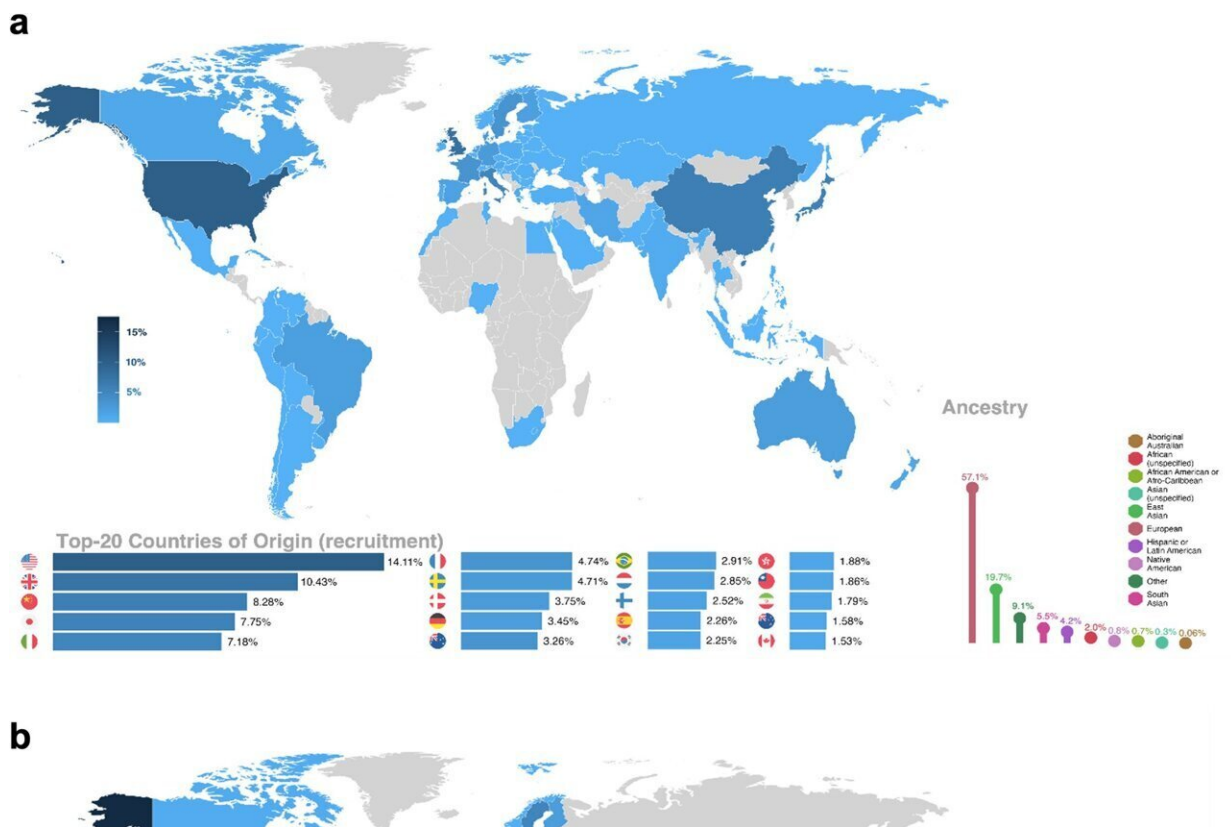 a
15%
10%
5%
Ancestry
57.1%
19.7%
9.1%
5.5%
4.2%
2.0%
0.6%
0.7%
0.3%
0.06%
Aboriginal
Australian
African
(unspecified)
African American or
Afro-Caribbean
Asian
(unspecified)
East
Asian
European
Hispanic or
Latin American
Native
American
Other
South
Asian
Top-20 Countries of Origin (recruitment)
14.11%
10.43%
8.28%
7.75%
7.18%
4.74%
4.71%
3.75%
3.45%
3.26%
2.91%
2.85%
2.52%
2.26%
2.25%
1.88%
1.86%
1.79%
1.58%
1.53%
b